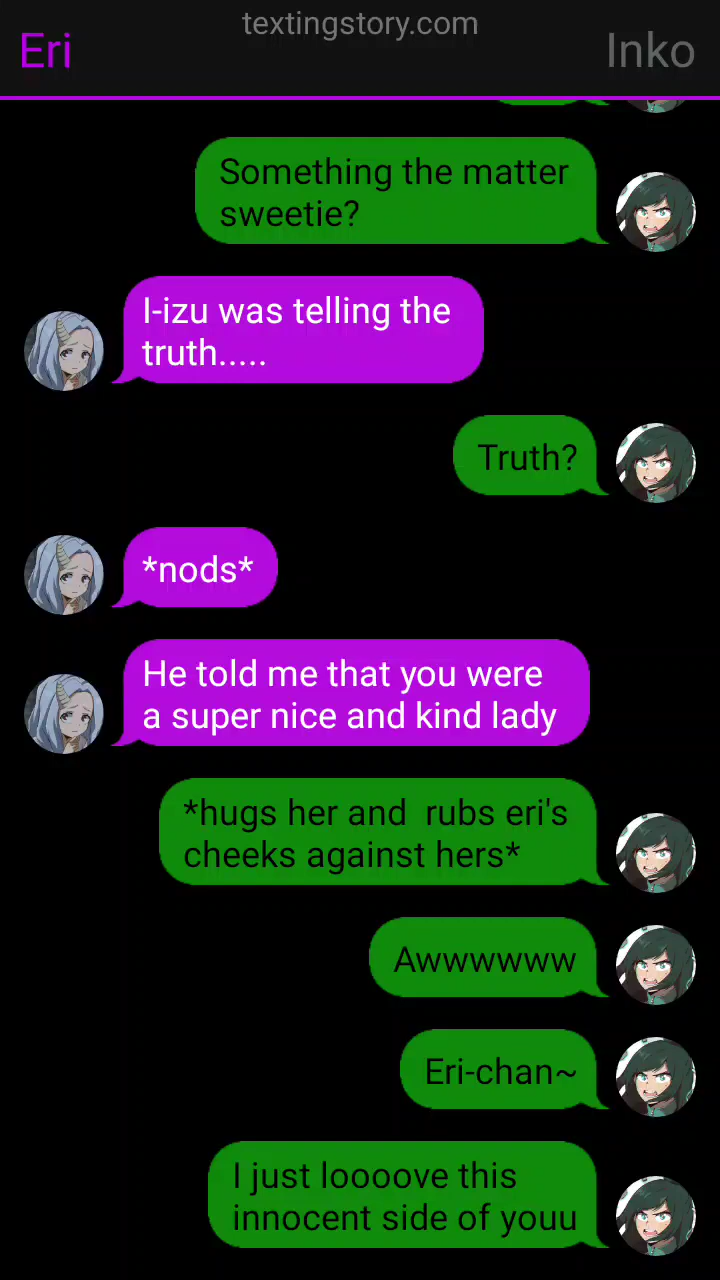 textingstory.com
Eri
Inko
Something the matter
sweetie?
I-izu was telling the
truth.....
Truth?
*nods*
He told me that you were
a super nice and kind lady
*hugs her and  rubs eri's
cheeks against hers*
Awwwwww
Eri-chan~
I just loooove this
innocent side of youu